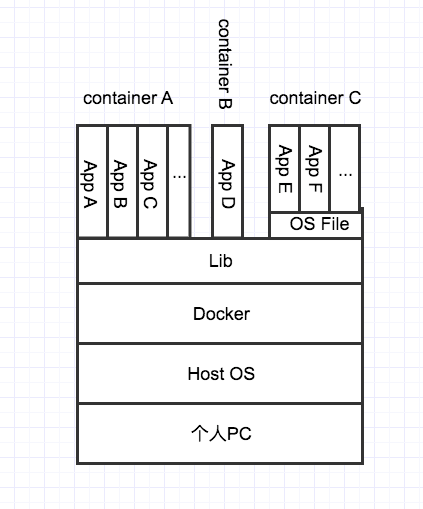 container A
container B
container C
App A
App B
App C
...
App D
App E
App F
...
OS File
Lib
Docker
Host OS
个人PC